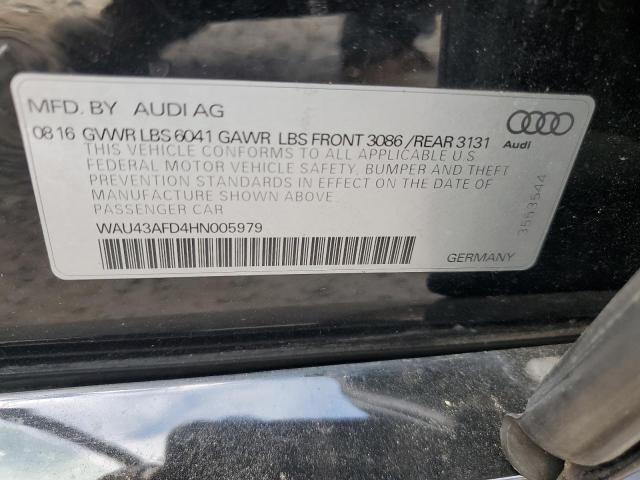 MFD. BY AUDI AG
08 16 GVWR LBS 6041 GAWR LBS FRONT 3086 / REAR 3131
THIS VEHICLE CONFORMS TO ALL APPLICABLE U.S
FEDERAL MOTOR VEHICLE SAFETY, BUMPER AND THEFT
PREVENTION STANDARDS IN EFFECT ON THE DATE OF
MANUFACTURE SHOWN ABOVE.
PASSENGER CAR
WAU43AFD4HN005979
GERMANY
Audi
3553544